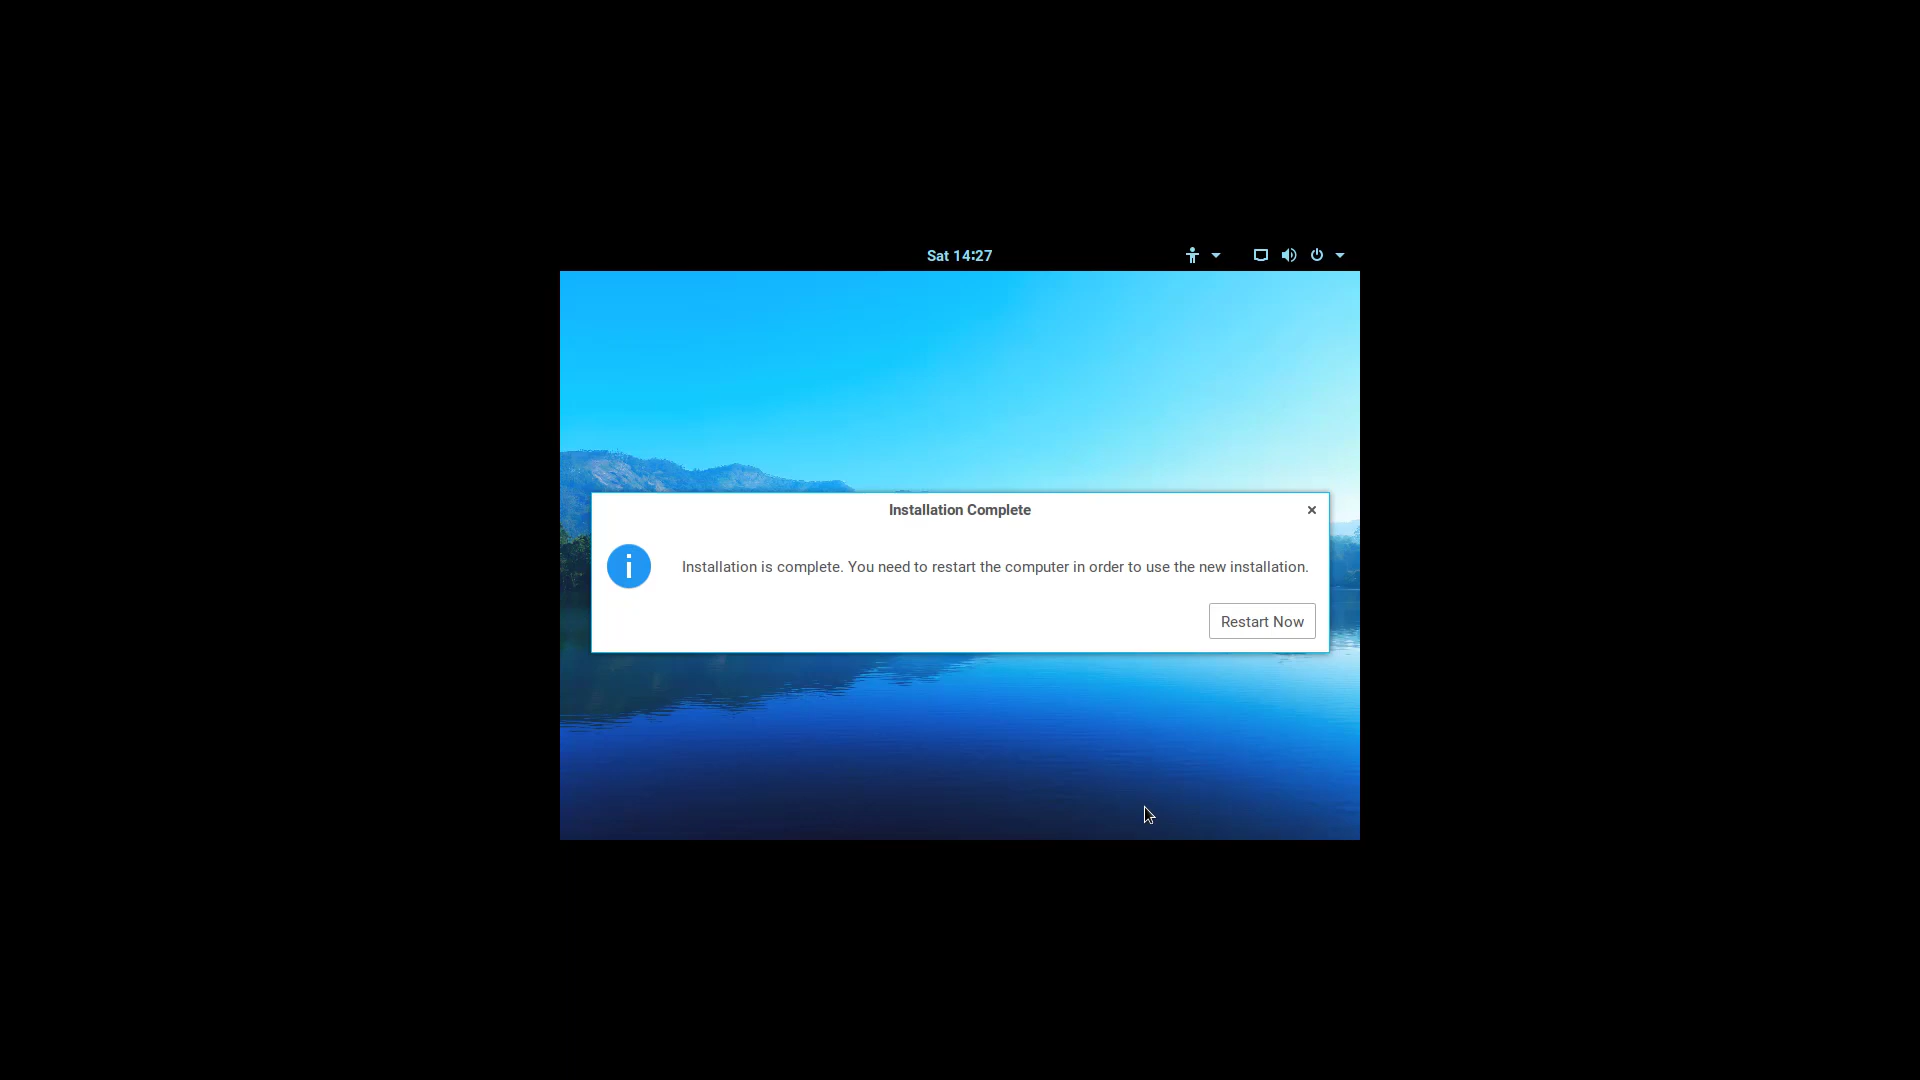 Sat 14:27
Installation Complete
Installation is complete. You need to restart the computer in order to use the new installation.
Restart Now